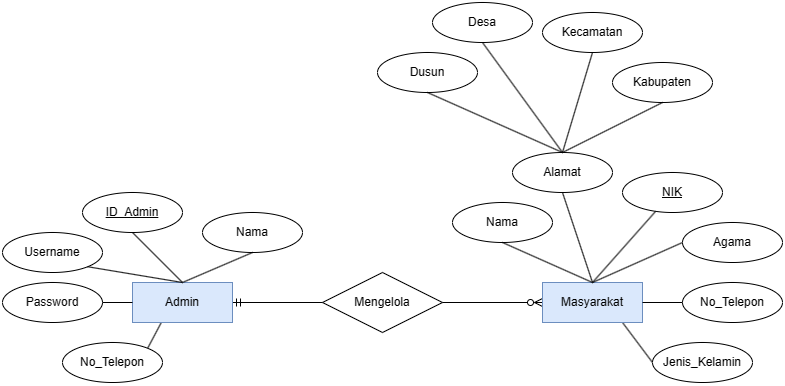 Desa
Kecamatan
Dusun
Kabupaten
Alamat
NIK
ID_Admin
Nama
Nama
Username
Agama
Password
Admin
Mengelola
Masyarakat
No_Telepon
No_Telepon
Jenis_Kelamin